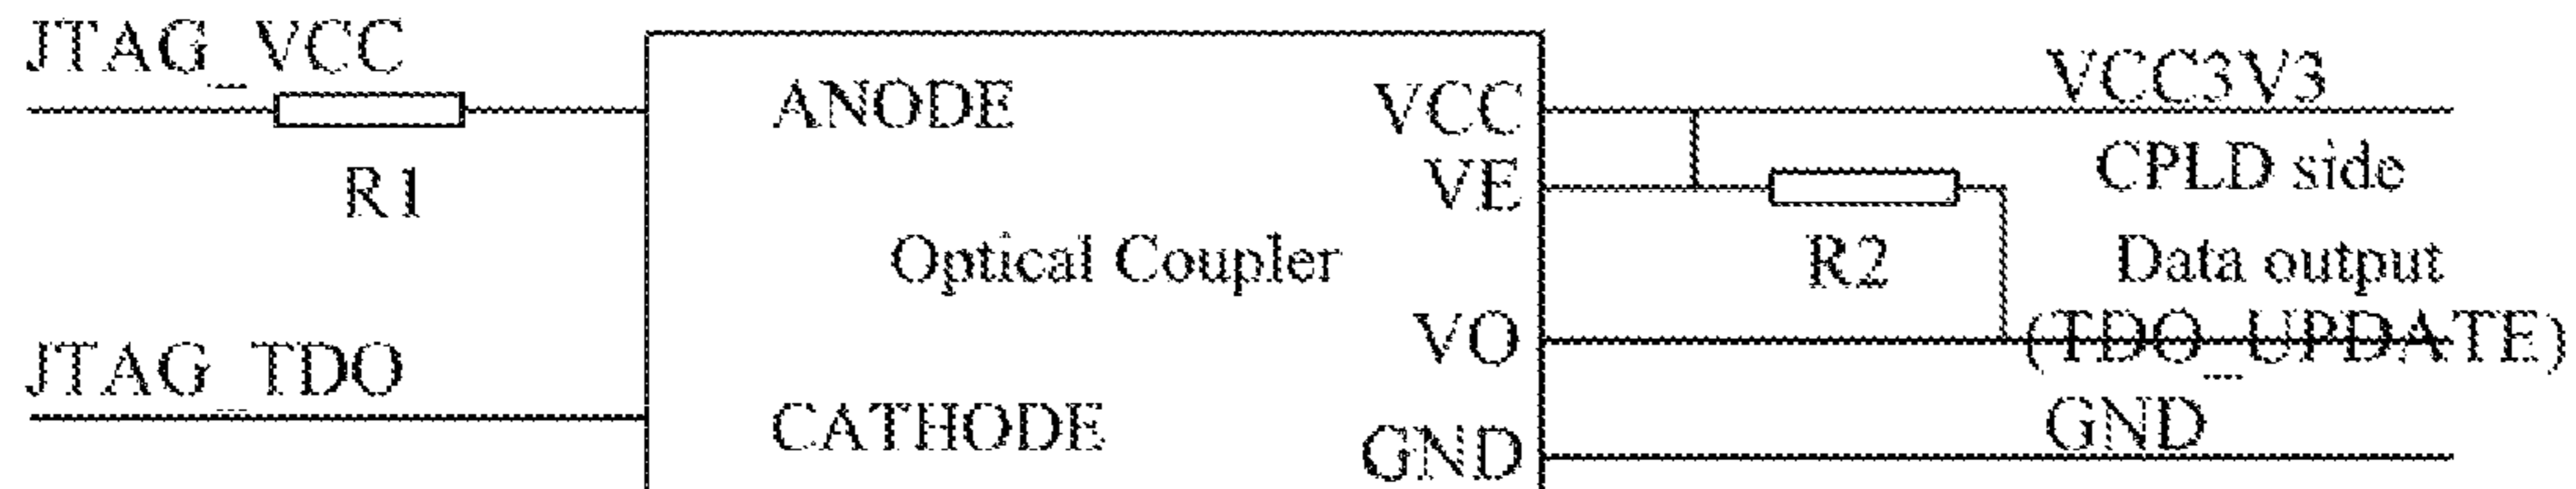 JTAG_VCC
R1
JTAG_TDO
ANODE
Optical Coupler
CATHODE
VCC
VE
VO
GND
VCC3V3
CPLD side
R2
Data output
(TDO_UPDATE)
GND